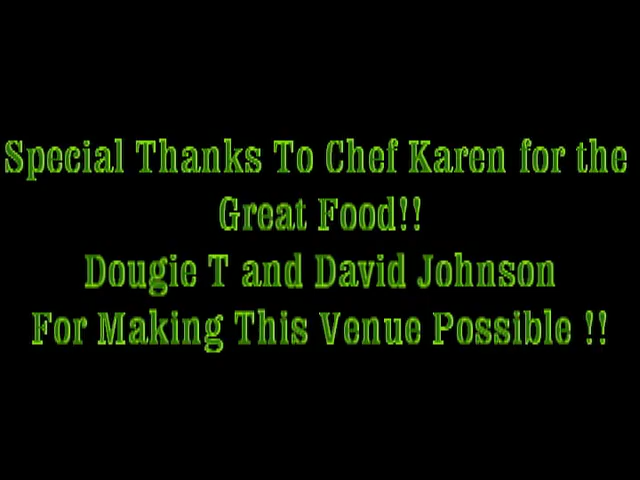 Special Thanks To Chef Karen for the
Great Food!!
Dougie T and David Johnson
For Making This Venue Possible !!